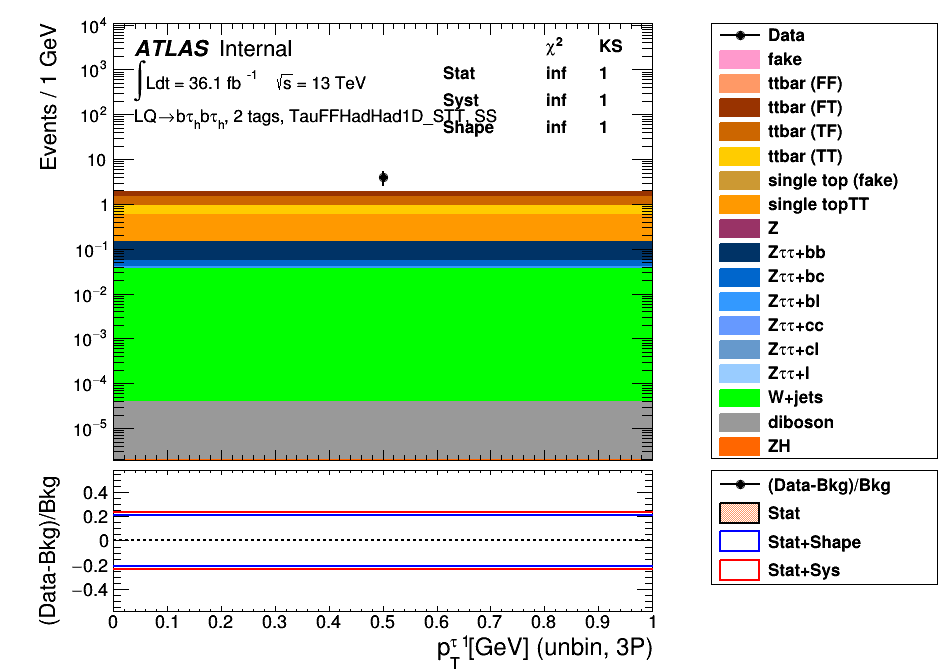 Events / 1 GeV
10⁴
10³
10²
10
1
10⁻¹
10⁻²
10⁻³
10⁻⁴
10⁻⁵
ATLAS Internal
∫Ldt = 36.1 fb⁻¹ √s = 13 TeV
LQ→bτₕbτₕ, 2 tags, TauFFHadHad1D_STT, SS
χ² KS
Stat inf 1
Syst inf 1
Shape inf 1
Data
fake
ttbar (FF)
ttbar (FT)
ttbar (TF)
ttbar (TT)
single top (fake)
single topTT
Z
Zττ+bb
Zττ+bc
Zττ+bl
Zττ+cc
Zττ+cl
Zττ+l
W+jets
diboson
ZH
(Data-Bkg)/Bkg
0.4
0.2
0
−0.2
−0.4
0 0.1 0.2 0.3 0.4 0.5 0.6 0.7 0.8 0.9 1
p_T^τ1 [GeV] (unbin, 3P)
(Data-Bkg)/Bkg
Stat
Stat+Shape
Stat+Sys